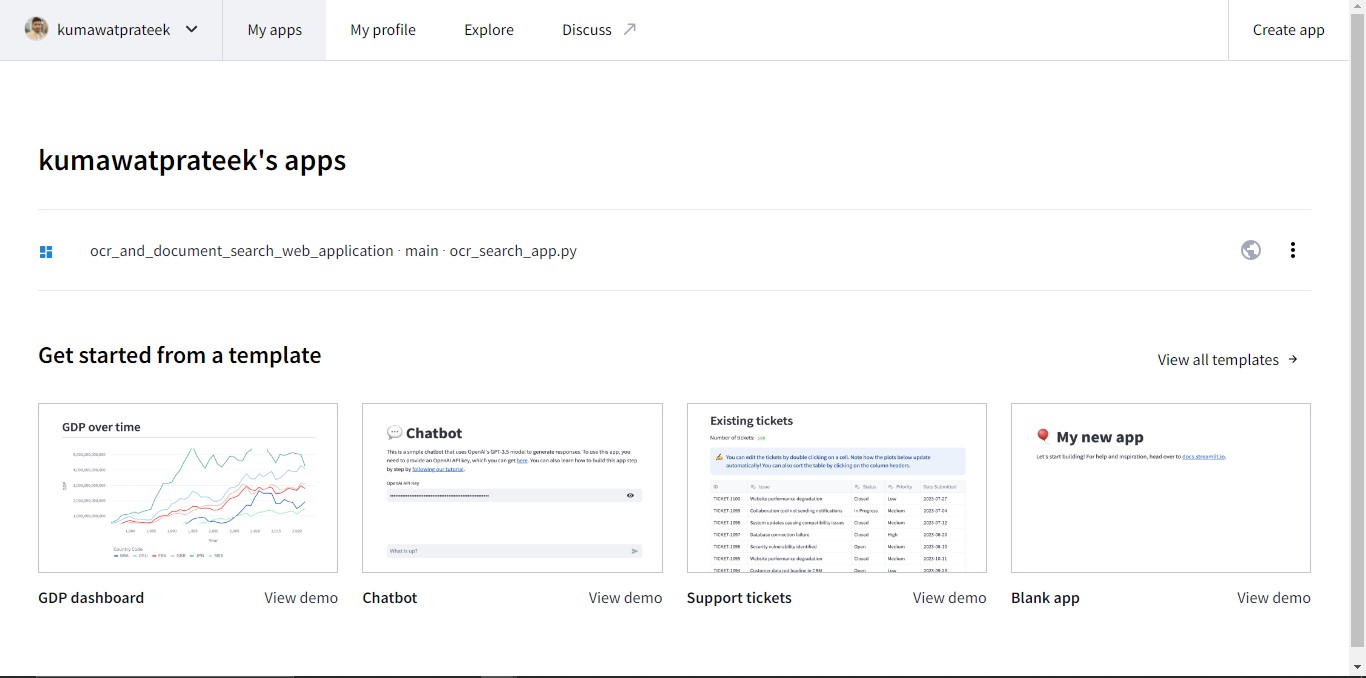 kumawatprateek
My apps
My profile
Explore
Discuss
Create app
kumawatprateek's apps
ocr_and_document_search_web_application · main · ocr_search_app.py
Get started from a template
View all templates
GDP over time
GDP
Year
Country Code
Chatbot
This is a simple chatbot that uses OpenAI's GPT-3.5 model to generate responses. To use this app, you
need to provide an OpenAI API key, which you can get here. You can also learn how to build this app step
by step by following our tutorial.
OpenAI API Key
What is up?
Existing tickets
Number of tickets:
You can edit the tickets by double clicking on a cell. Note how the plots below update
automatically! You can also sort the table by clicking on the column headers.
ID Issue Status Priority Date Submitted
TICKET-1100 Website performance degradation Closed Low 2023-07-27
TICKET-1099 Collaboration tool not sending notifications In Progress Medium 2023-07-04
TICKET-1098 System updates causing compatibility issues Closed Medium 2023-07-12
TICKET-1097 Database connection failure Closed High
TICKET-1096 Security vulnerability identified Open Medium
TICKET-1095 Website performance degradation Closed Medium 2023-10-11
TICKET-1094 Customer data not loading in CRM Open Low
My new app
Let's start building! For help and inspiration, head over to docs.streamlit.io.
GDP dashboard
View demo
Chatbot
View demo
Support tickets
View demo
Blank app
View demo